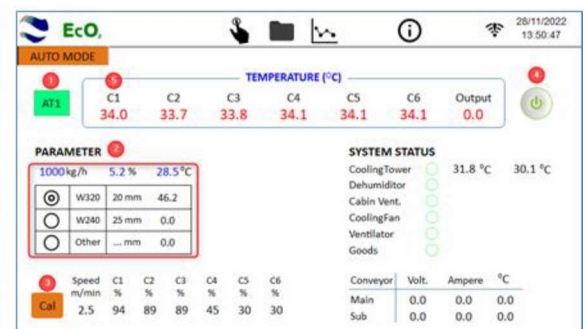 EcO₂ 28/11/2022
13:50:47
AUTO MODE
1 5 TEMPERATURE (°C) 4
AT1 C1 C2 C3 C4 C5 C6 Output
34.0 33.7 33.8 34.1 34.1 34.1 0.0
PARAMETER 2 SYSTEM STATUS
1000 kg/h 5.2 % 28.5 °C CoolingTower 31.8 °C 30.1 °C
Dehumiditor
W320 20 mm 46.2 Cabin Vent.
W240 25 mm 0.0 CoolingFan
Other ... mm 0.0 Ventilator
Goods
3 Speed C1 C2 C3 C4 C5 C6 Conveyor Volt. Ampere °C
m/min % % % % % %
Cal 2.5 94 89 89 45 30 30 Main 0.0 0.0 0.0
Sub 0.0 0.0 0.0